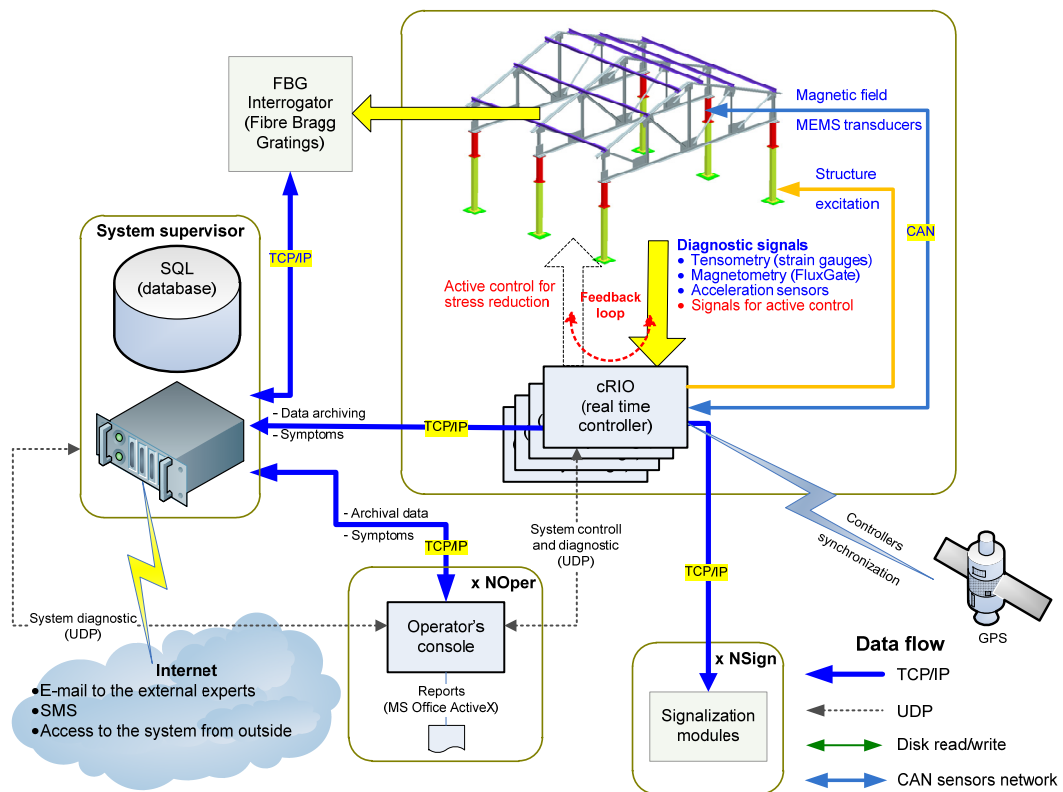 FBG
Interrogator
(Fibre Bragg
Gratings)
Magnetic field
MEMS transducers
Structure
excitation
CAN
System supervisor
SQL
(database)
TCP/IP
Diagnostic signals
● Tensometry (strain gauges)
● Magnetometry (FluxGate)
● Acceleration sensors
● Signals for active control
Active control for
stress reduction
Feedback
loop
cRIO
(real time
controller)
- Data archiving
- Symptoms
TCP/IP
- Archival data
- Symptoms
TCP/IP
System controll
and diagnostic
(UDP)
TCP/IP
Controllers
synchronization
GPS
System diagnostic
(UDP)
x NOper
Operator's
console
Reports
(MS Office ActiveX)
Internet
●E-mail to the external experts
●SMS
●Access to the system from outside
x NSign
Signalization
modules
Data flow
TCP/IP
UDP
Disk read/write
CAN sensors network